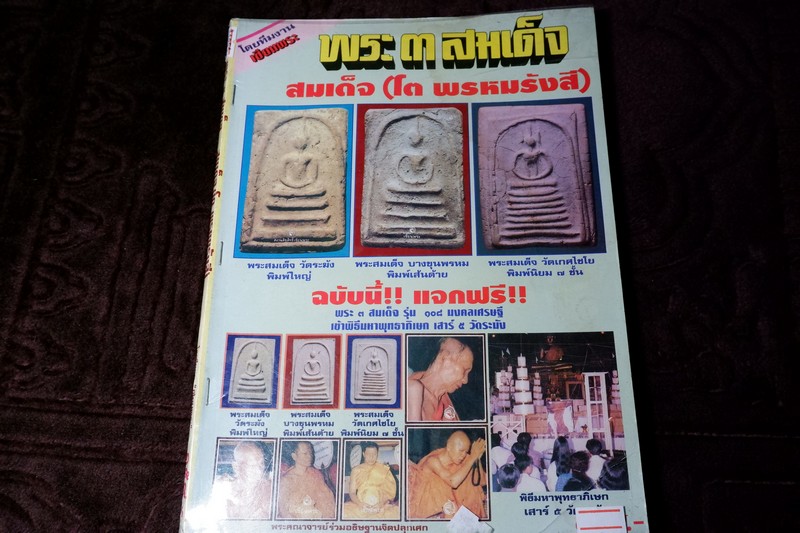 โดยทีมงาน
เซียนพระ
พระ ๓ สมเด็จ
สมเด็จ (โต พรหมรังสี)
พระสมเด็จ วัดระฆัง
พิมพ์ใหญ่
พระสมเด็จ บางขุนพรหม
พิมพ์เส้นด้าย
พระสมเด็จ วัดเกศไชโย
พิมพ์นิยม ๗ ชั้น
ฉบับนี้!! แจกฟรี!!
พระ ๓ สมเด็จ รุ่น ๑๐๘ มงคลเศรษฐี
เข้าพิธีมหาพุทธาภิเษก เสาร์ ๕ วัดระฆัง
พระสมเด็จ
วัดระฆัง
พิมพ์ใหญ่
พระสมเด็จ
บางขุนพรหม
พิมพ์เส้นด้าย
พระสมเด็จ
วัดเกศไชโย
พิมพ์นิยม ๗ ชั้น
พิธีมหาพุทธาภิเษก
เสาร์ ๕
พระคณาจารย์ร่วมอธิษฐานจิตปลุกเศก